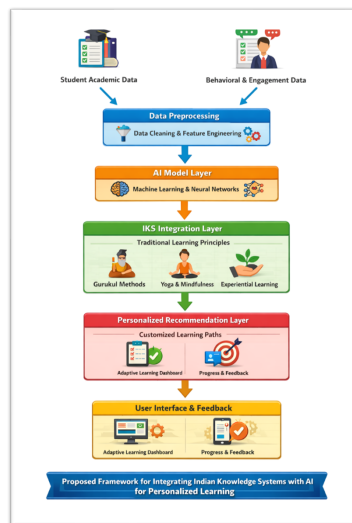 Student Academic Data
Behavioral & Engagement Data
Data Preprocessing
Data Cleaning & Feature Engineering
AI Model Layer
Machine Learning & Neural Networks
IKS Integration Layer
Traditional Learning Principles
Gurukul Methods
Yoga & Mindfulness
Experiential Learning
Personalized Recommendation Layer
Customized Learning Paths
Adaptive Learning Dashboard
Progress & Feedback
User Interface & Feedback
Adaptive Learning Dashboard
Progress & Feedback
Proposed Framework for Integrating Indian Knowledge Systems with AI
for Personalized Learning